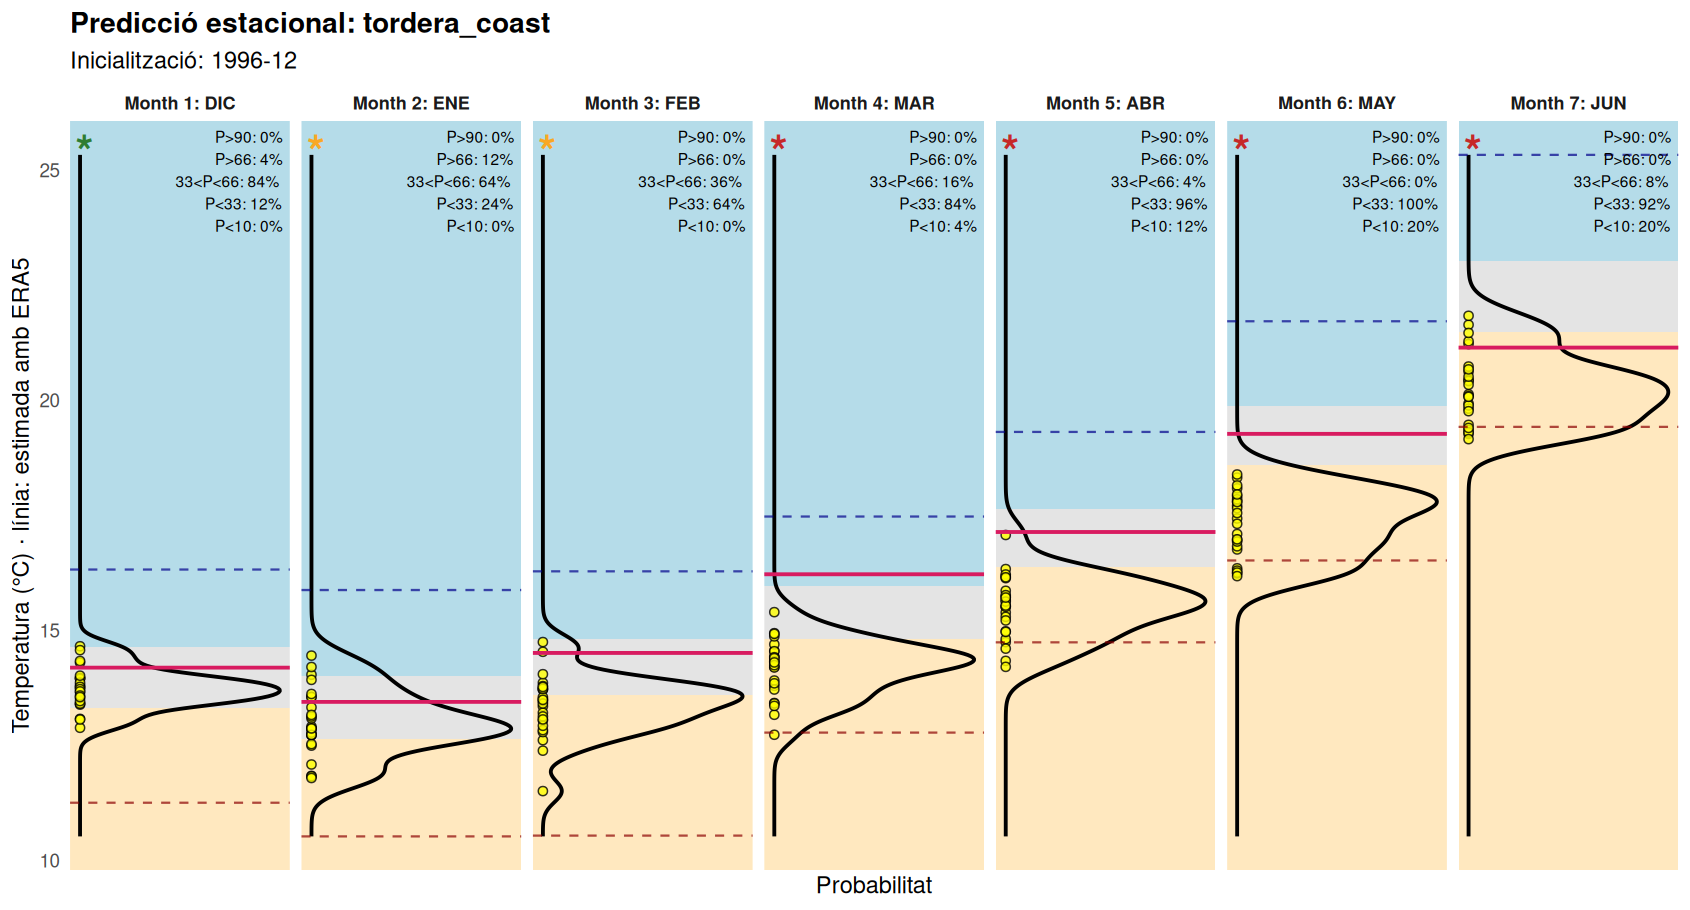 Predicció estacional: tordera_coast
Inicialització: 1996-12
Month 1: DIC
Month 2: ENE
Month 3: FEB
Month 4: MAR
Month 5: ABR
Month 6: MAY
Month 7: JUN
*
P>90: 0%
P>66: 4%
33<P<66: 84%
P<33: 12%
P<10: 0%
*
P>90: 0%
P>66: 12%
33<P<66: 64%
P<33: 24%
P<10: 0%
*
P>90: 0%
P>66: 0%
33<P<66: 36%
P<33: 64%
P<10: 0%
*
P>90: 0%
P>66: 0%
33<P<66: 16%
P<33: 84%
P<10: 4%
*
P>90: 0%
P>66: 0%
33<P<66: 4%
P<33: 96%
P<10: 12%
*
P>90: 0%
P>66: 0%
33<P<66: 0%
P<33: 100%
P<10: 20%
*
P>90: 0%
P>66: 0%
33<P<66: 8%
P<33: 92%
P<10: 20%
25
20
15
10
Temperatura (°C) · línia: estimada amb ERA5
Probabilitat